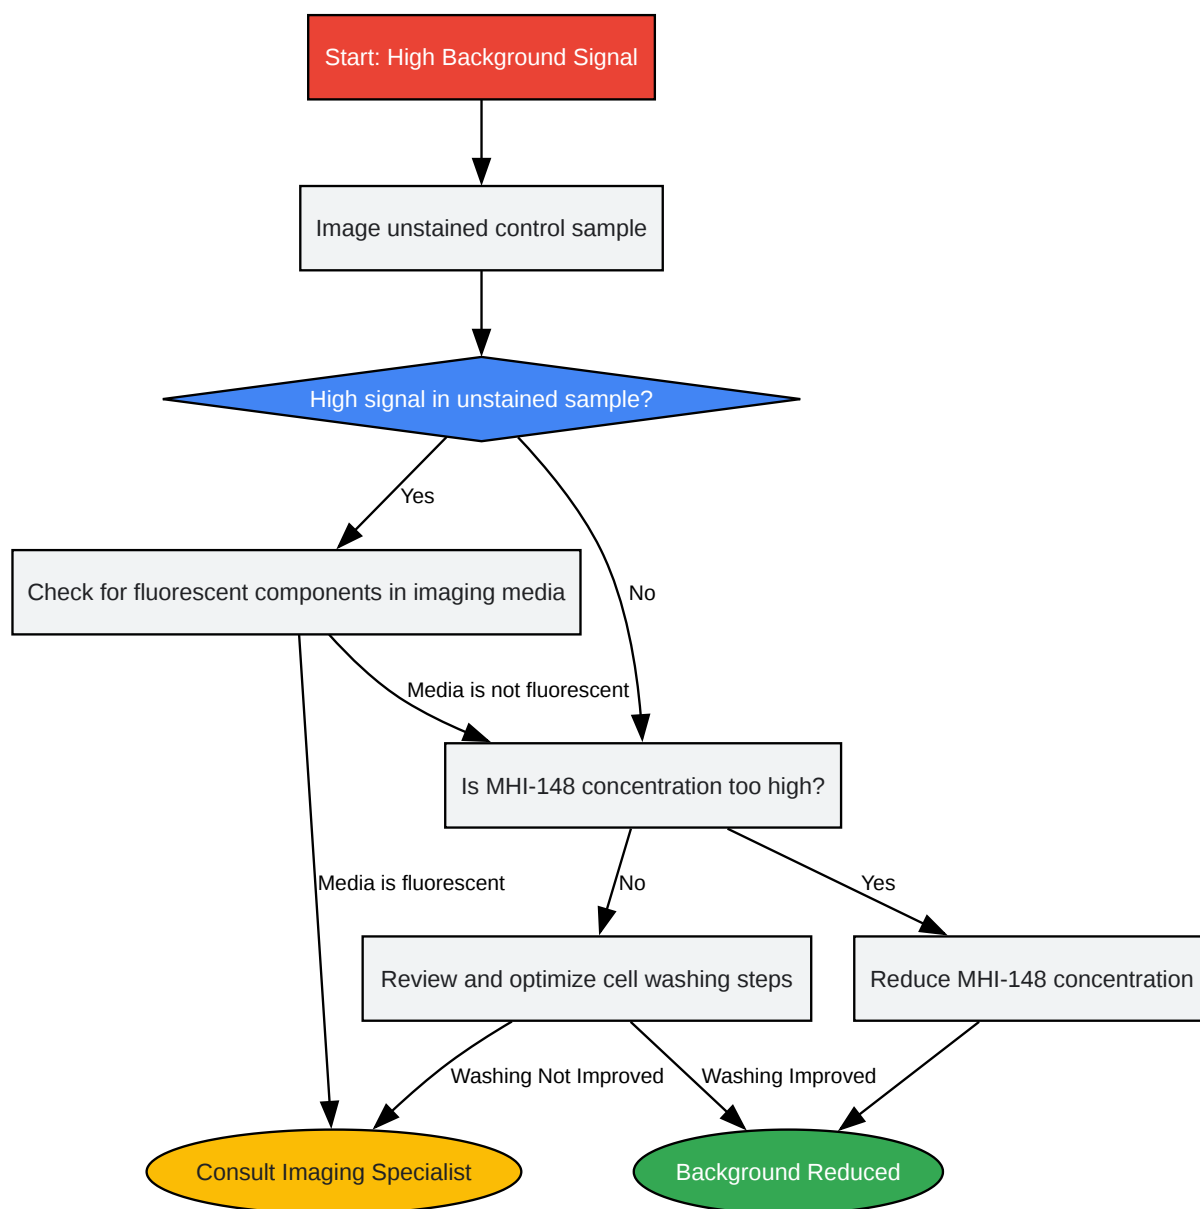 Start: High Background Signal
Image unstained control sample
High signal in unstained sample?
Yes
Check for fluorescent components in imaging media
No
Media is not fluorescent
Is MHI-148 concentration too high?
Media is fluorescent
No
Yes
Review and optimize cell washing steps
Reduce MHI-148 concentration
Washing Not Improved
Washing Improved
Consult Imaging Specialist
Background Reduced